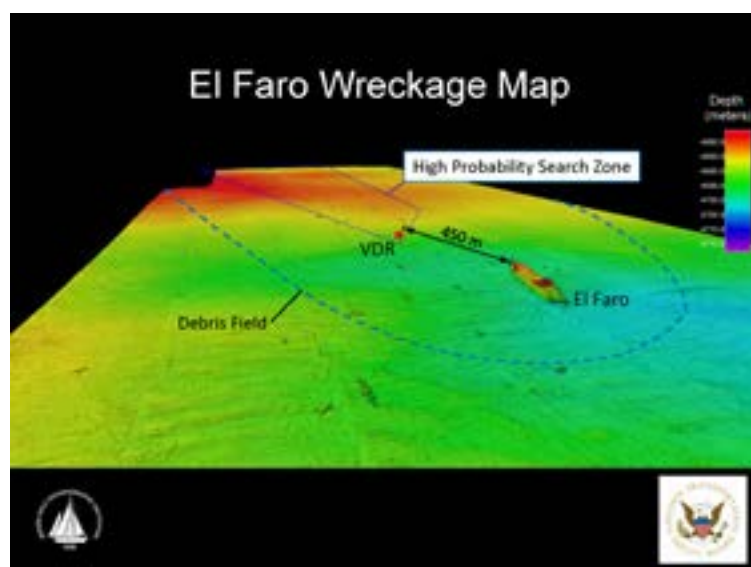 El Faro Wreckage Map
Depth
(meters)
High Probability Search Zone
450 m
VDR
El Faro
Debris Field